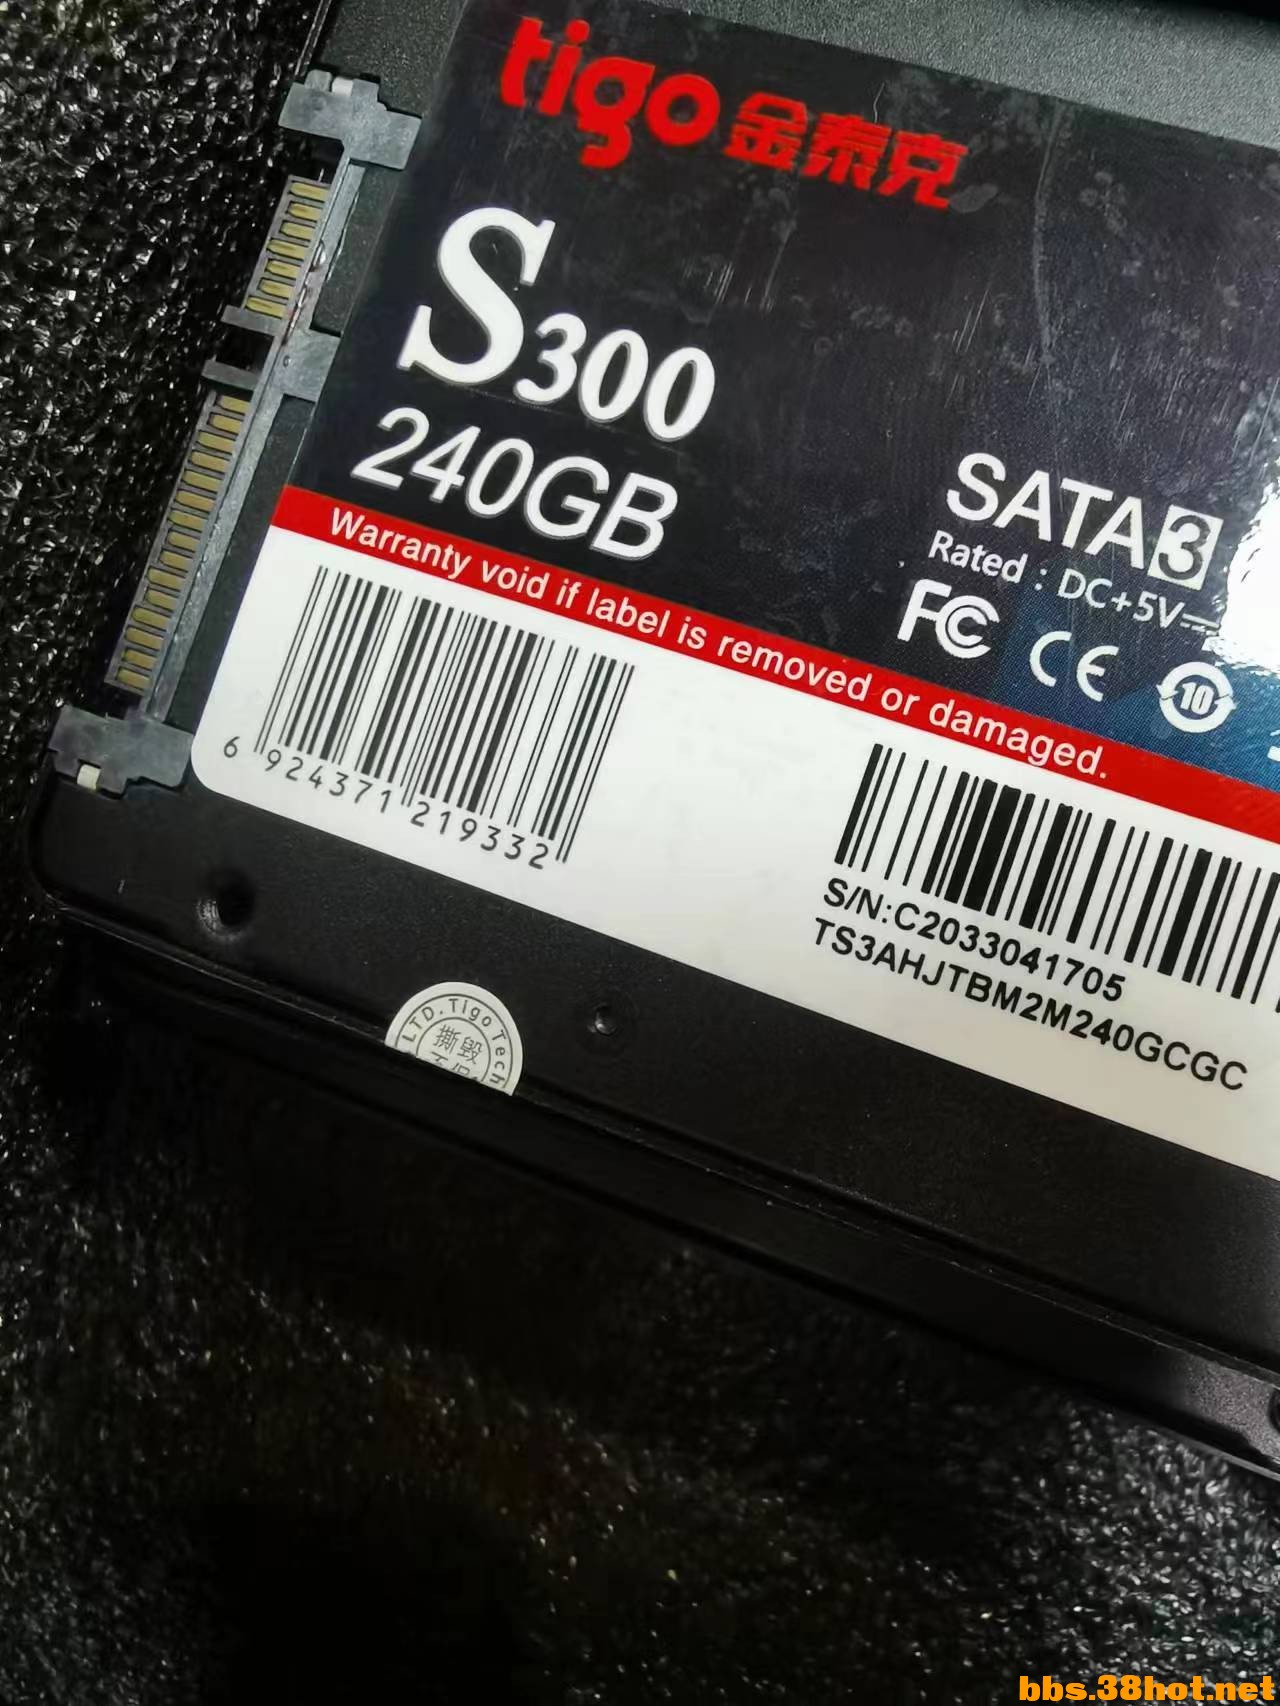 tigo 金泰克
S300
240GB
SATA3
Rated : DC+5V
FC CE 10
Warranty void if label is removed or damaged.
6 924371 219332
S/N:C2033041705
TS3AHJTBM2M240GCGC
LTD. Tigo Tech
撕毁
bbs.38hot.net